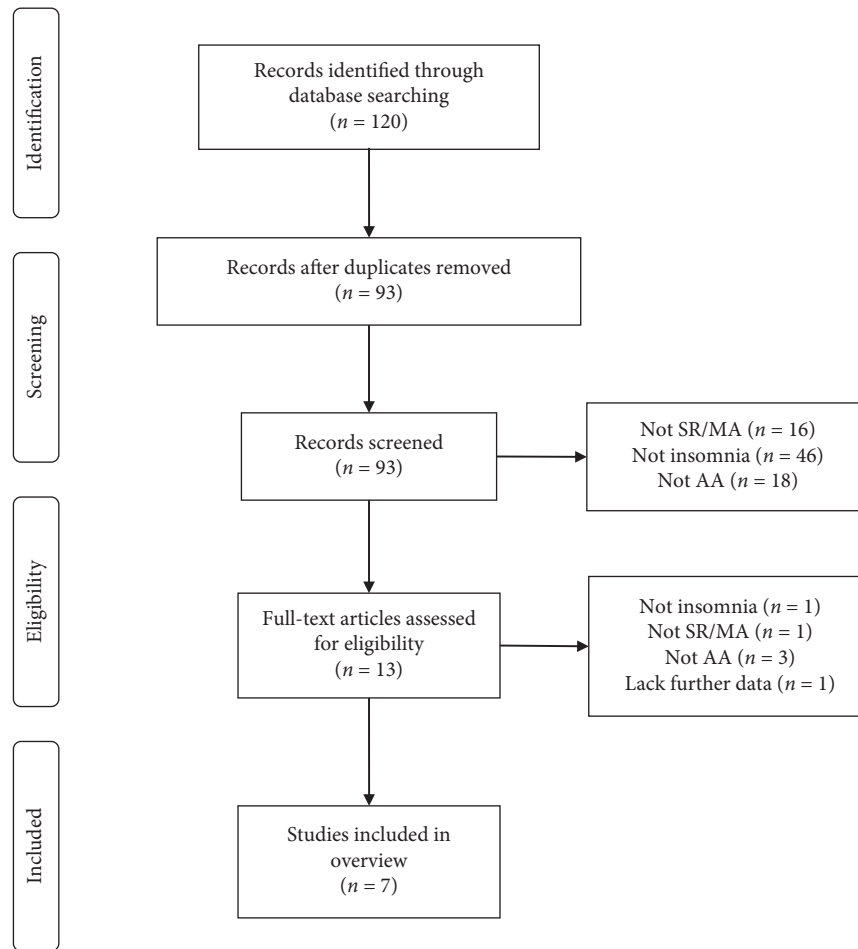 Identification
Records identified through
database searching
(n = 120)
Screening
Records after duplicates removed
(n = 93)
Records screened
(n = 93)
Not SR/MA (n = 16)
Not insomnia (n = 46)
Not AA (n = 18)
Eligibility
Full-text articles assessed
for eligibility
(n = 13)
Not insomnia (n = 1)
Not SR/MA (n = 1)
Not AA (n = 3)
Lack further data (n = 1)
Included
Studies included in
overview
(n = 7)